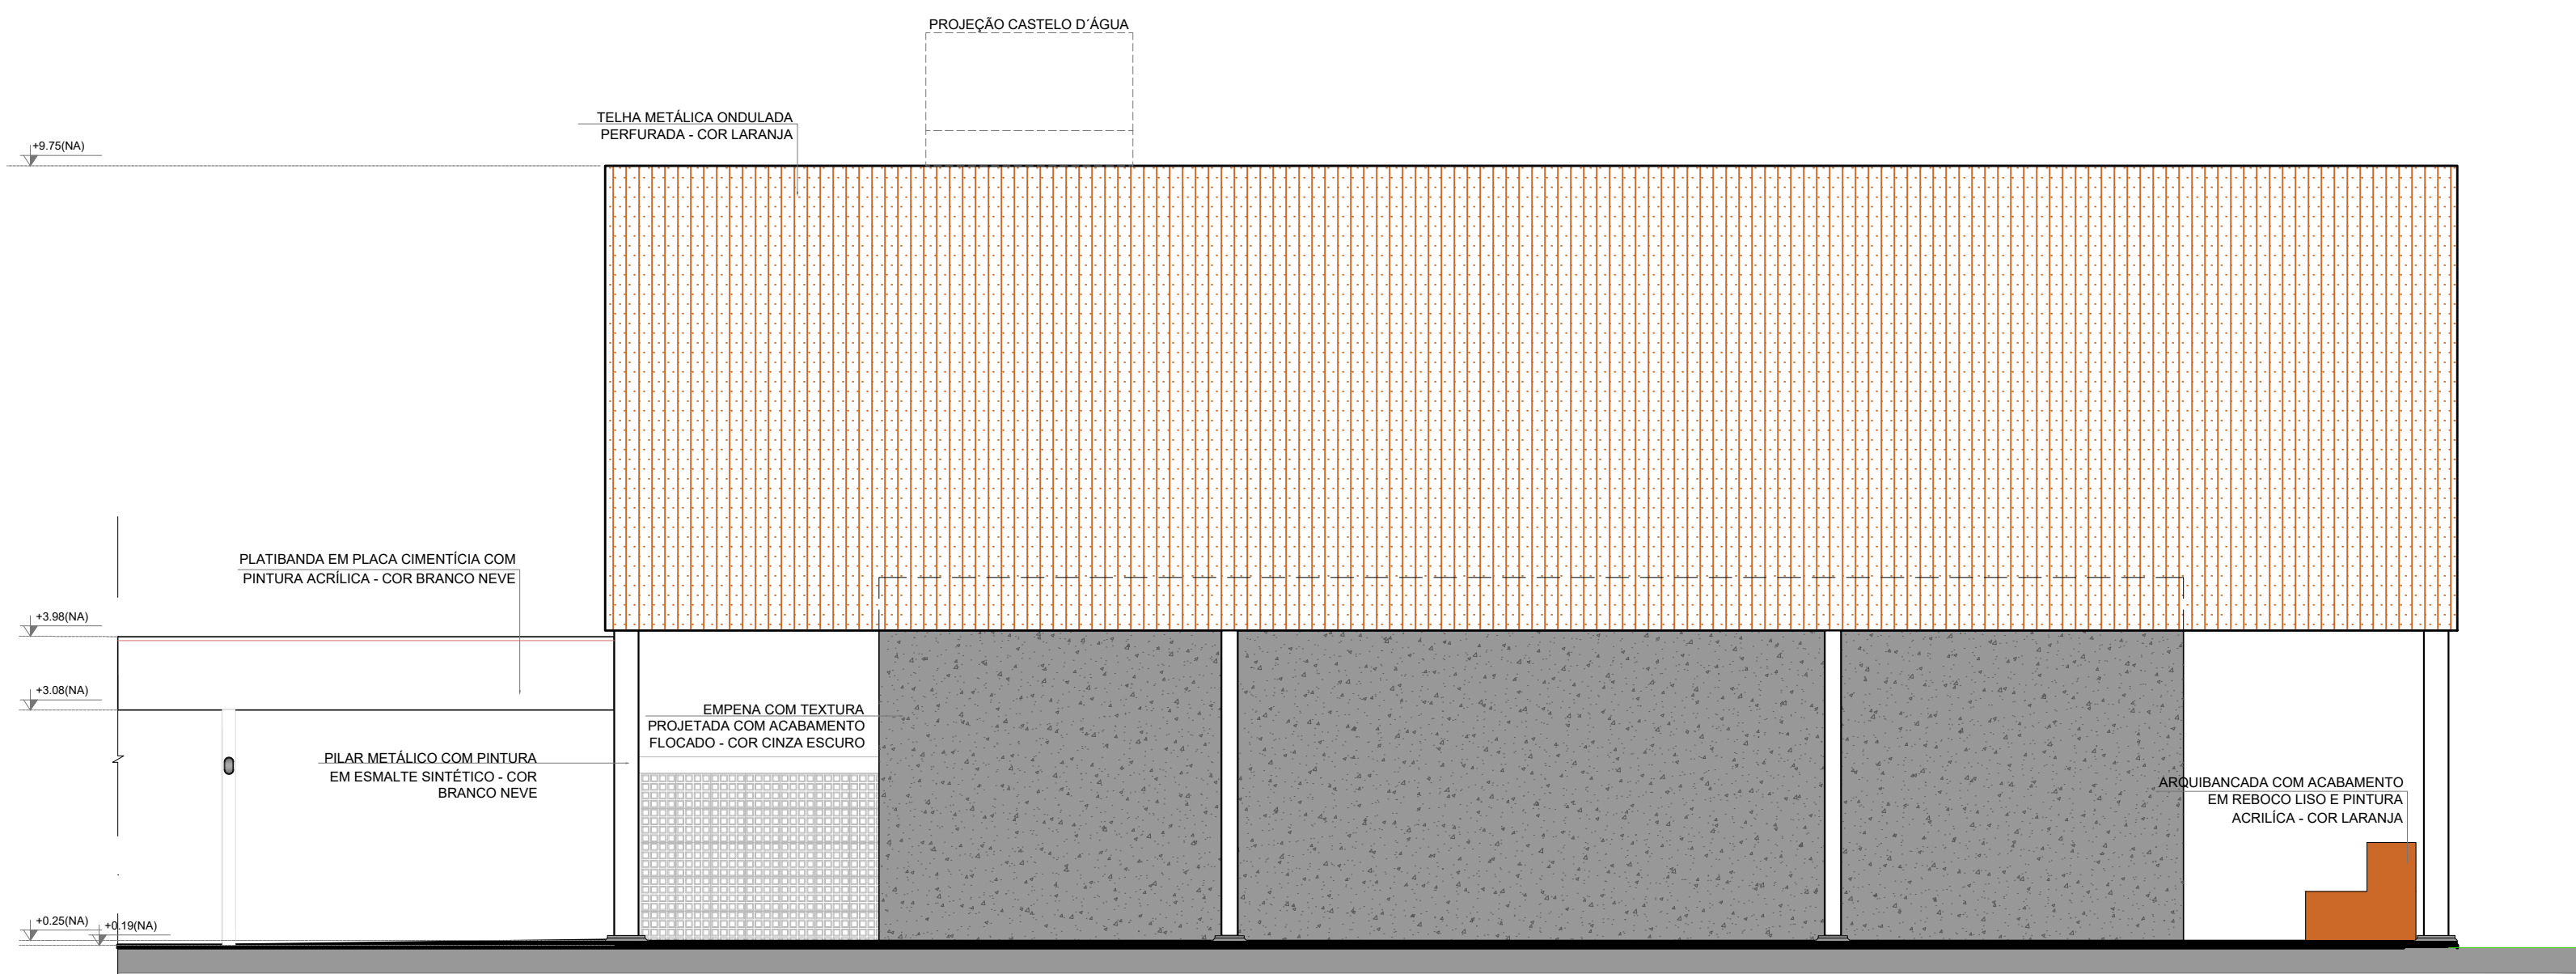 PROJEÇÃO CASTELO D´ÁGUA
TELHA METÁLICA ONDULADA
PERFURADA - COR LARANJA
+9.75(NA)
PLATIBANDA EM PLACA CIMENTÍCIA COM
PINTURA ACRÍLICA - COR BRANCO NEVE
+3.98(NA)
+3.08(NA)
EMPENA COM TEXTURA
PROJETADA COM ACABAMENTO
FLOCADO - COR CINZA ESCURO
PILAR METÁLICO COM PINTURA
EM ESMALTE SINTÉTICO - COR
BRANCO NEVE
ARQUIBANCADA COM ACABAMENTO
EM REBOCO LISO E PINTURA
ACRILÍCA - COR LARANJA
+0.25(NA)
+0.19(NA)